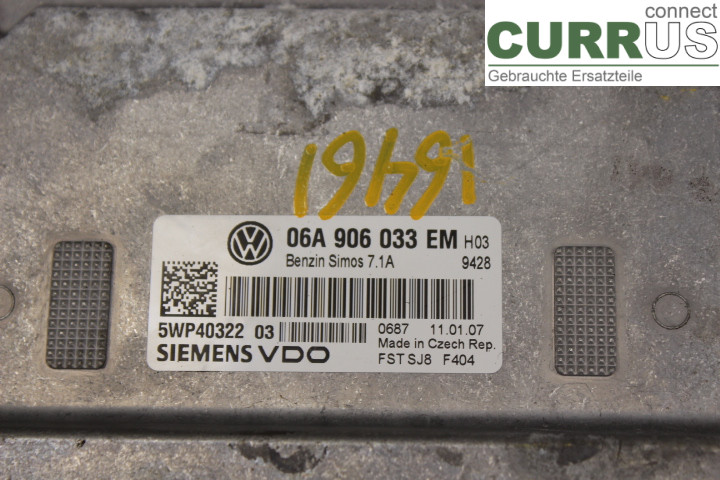 connect
CURRUS
Gebrauchte Ersatzteile
06A 906 033 EM H03
Benzin Simos 7.1A 9428
5WP40322 03 0687 11.01.07
Made in Czech Rep.
SIEMENS VDO FST SJ8 F404